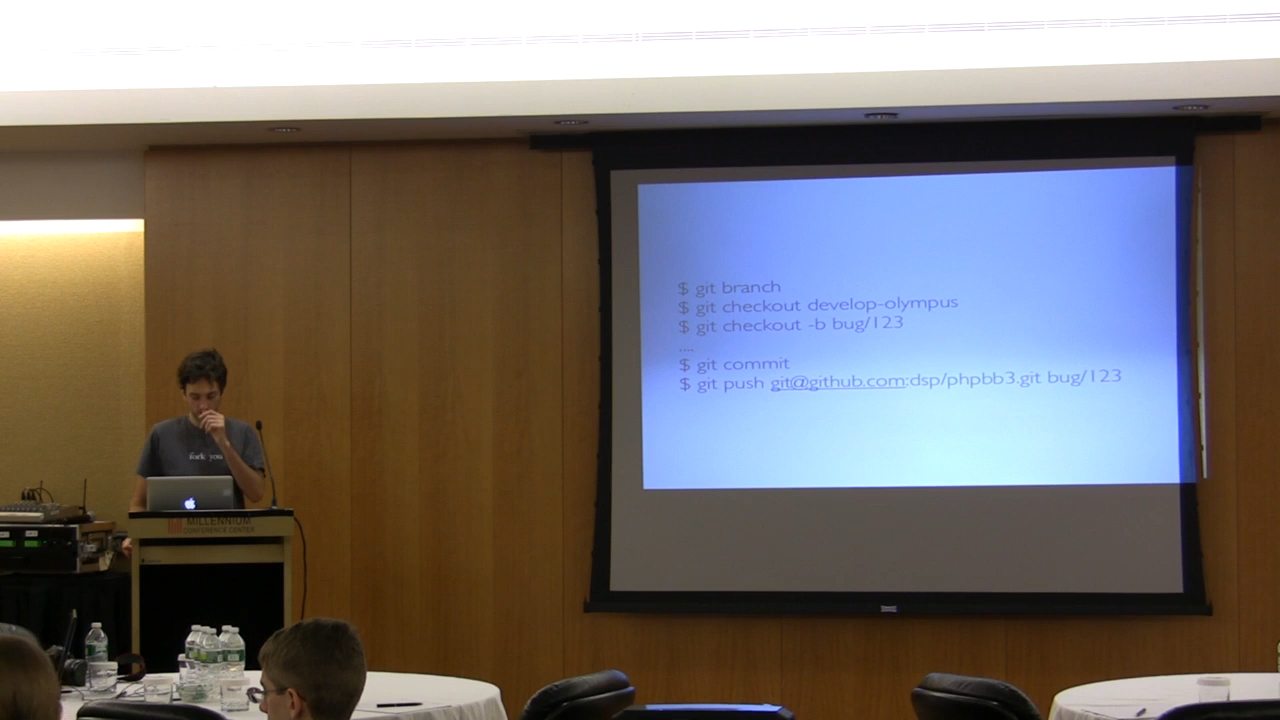 $ git branch
$ git checkout develop-olympus
$ git checkout -b bug/123
....
$ git commit
$ git push git@github.com:dsp/phpbb3.git bug/123
fork you
MILLENNIUM
CONFERENCE CENTER